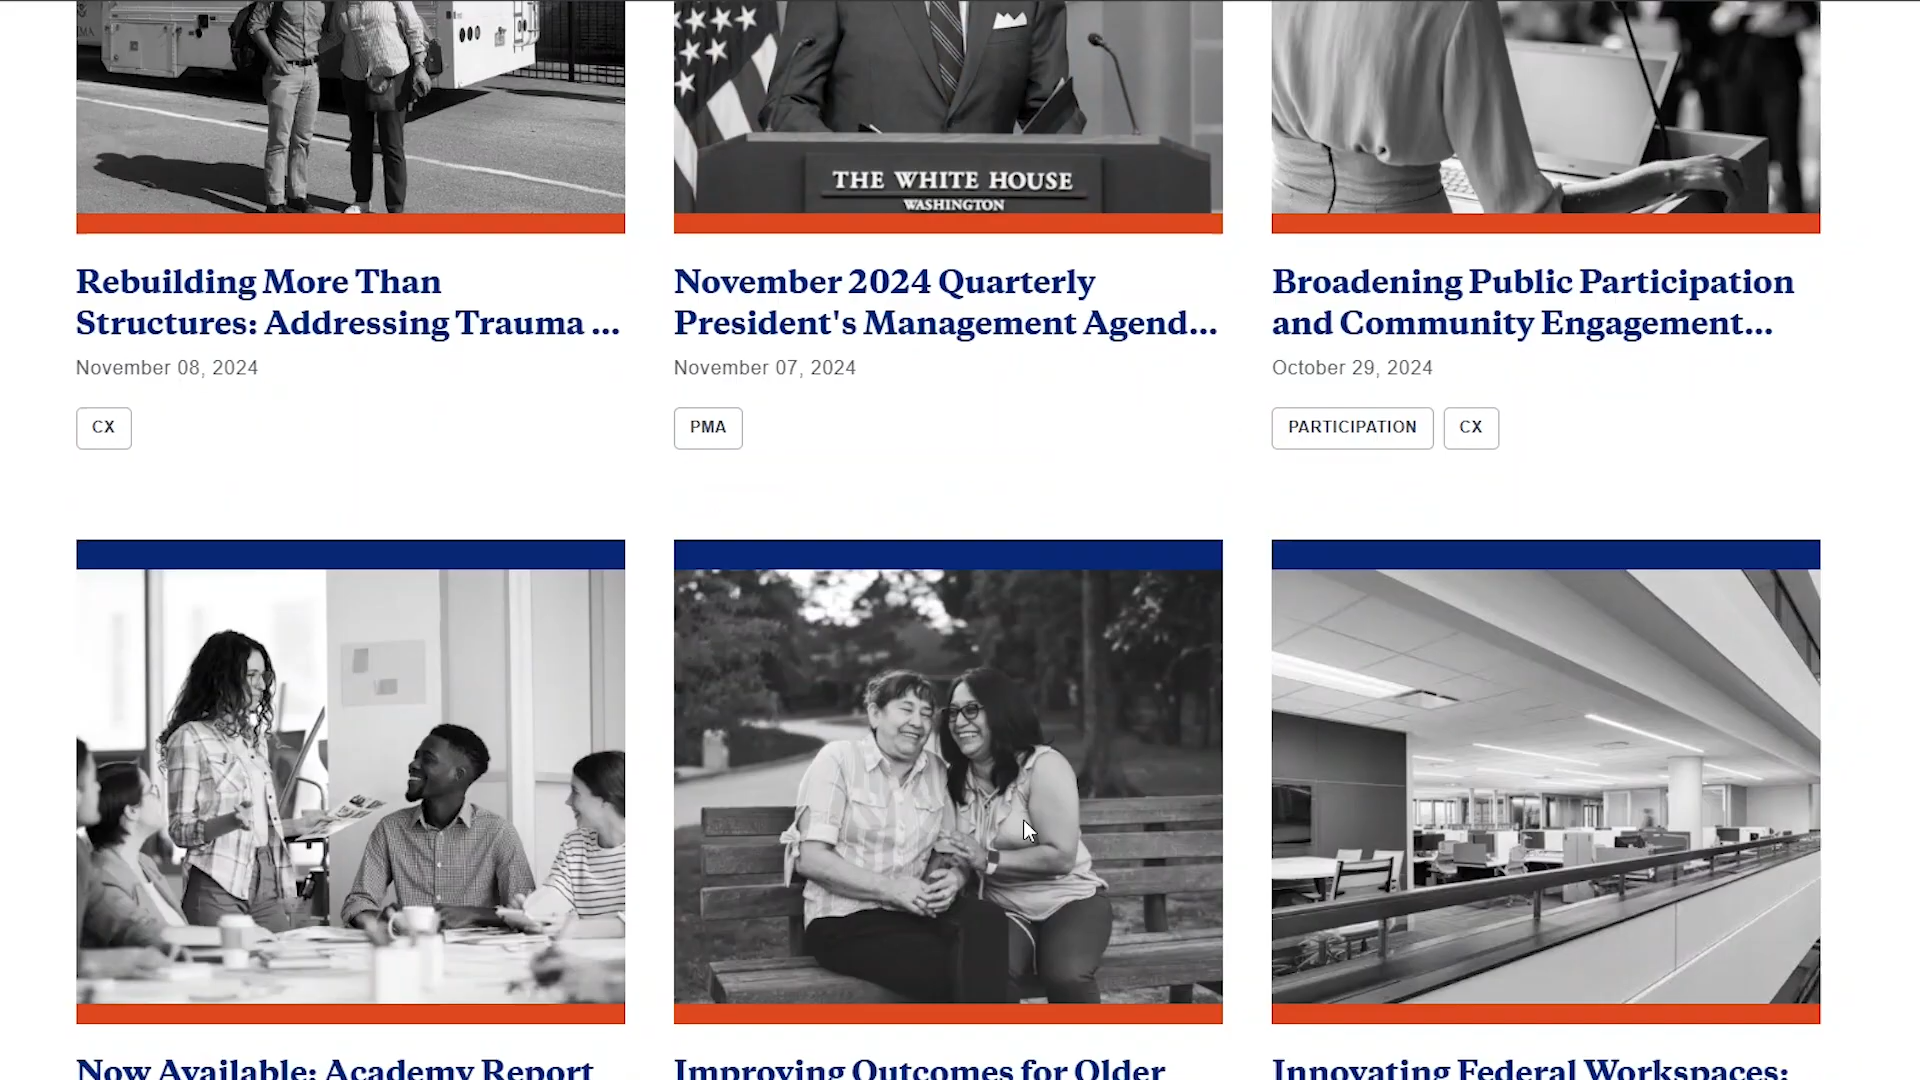 THE WHITE HOUSE
WASHINGTON
Rebuilding More Than
Structures: Addressing Trauma ...
November 08, 2024
CX
November 2024 Quarterly
President's Management Agend...
November 07, 2024
PMA
Broadening Public Participation
and Community Engagement...
October 29, 2024
PARTICIPATION
CX
Now Available: Academy Report
Improving Outcomes for Older
Innovating Federal Workspaces: